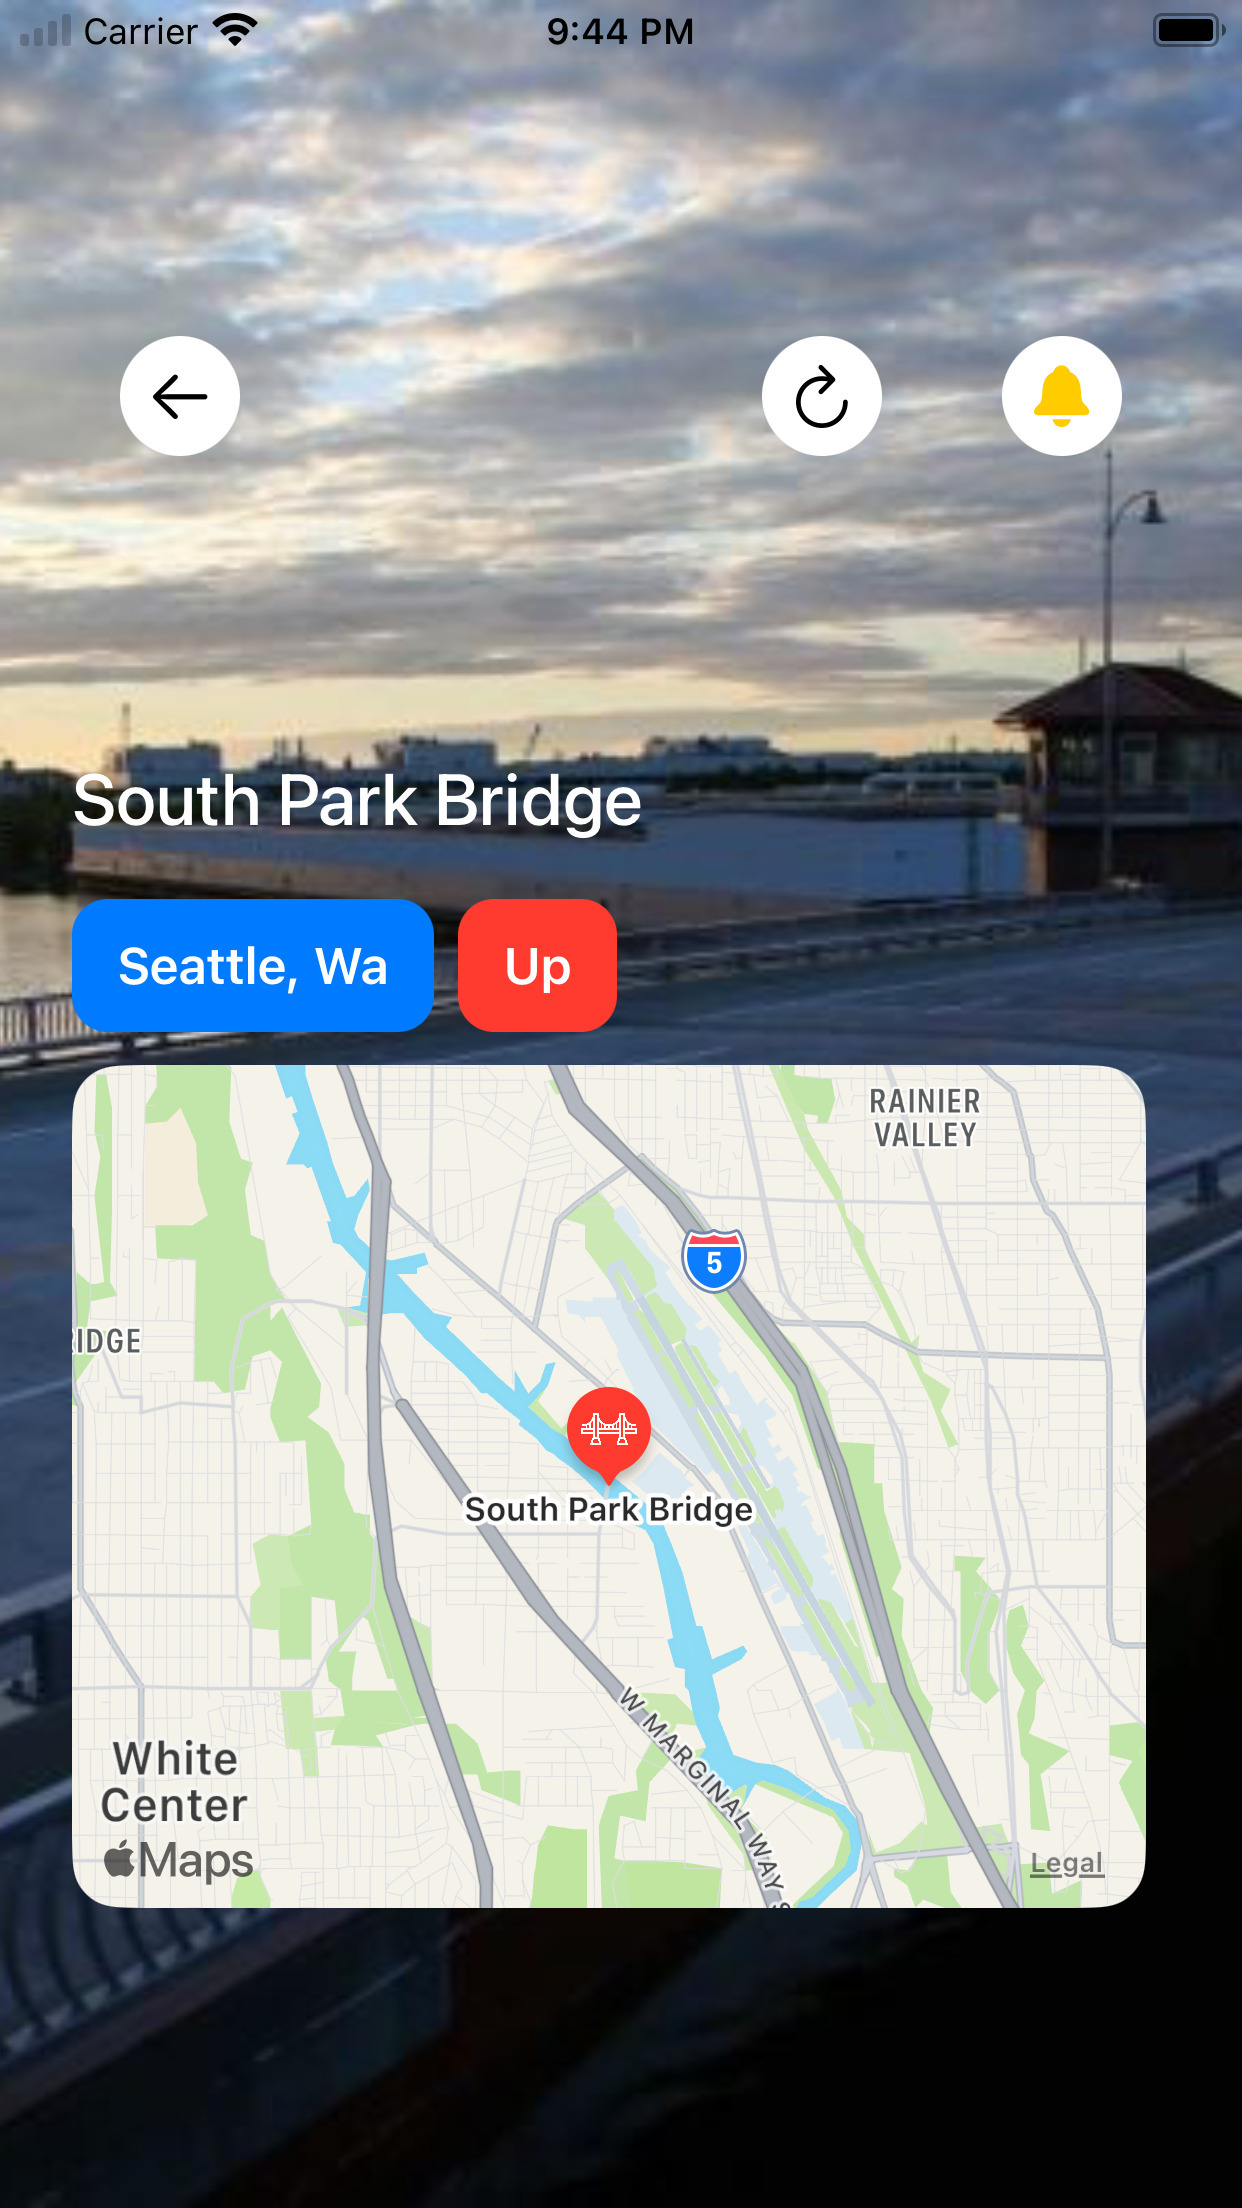 Carrier
9:44 PM
South Park Bridge
Seattle, Wa
Up
RAINIER
VALLEY
5
RIDGE
South Park Bridge
W MARGINAL WAY S
White
Center
Maps
Legal